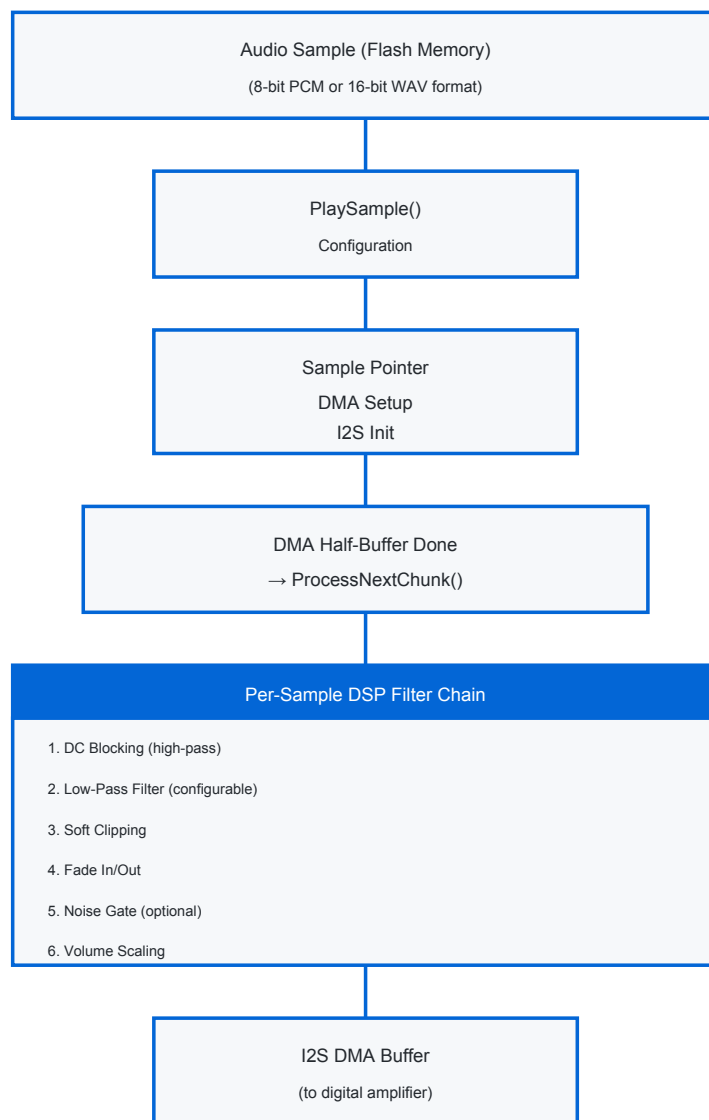 Audio Sample (Flash Memory)
(8-bit PCM or 16-bit WAV format)
PlaySample()
Configuration
Sample Pointer
DMA Setup
I2S Init
DMA Half-Buffer Done
→ ProcessNextChunk()
Per-Sample DSP Filter Chain
1. DC Blocking (high-pass)
2. Low-Pass Filter (configurable)
3. Soft Clipping
4. Fade In/Out
5. Noise Gate (optional)
6. Volume Scaling
I2S DMA Buffer
(to digital amplifier)